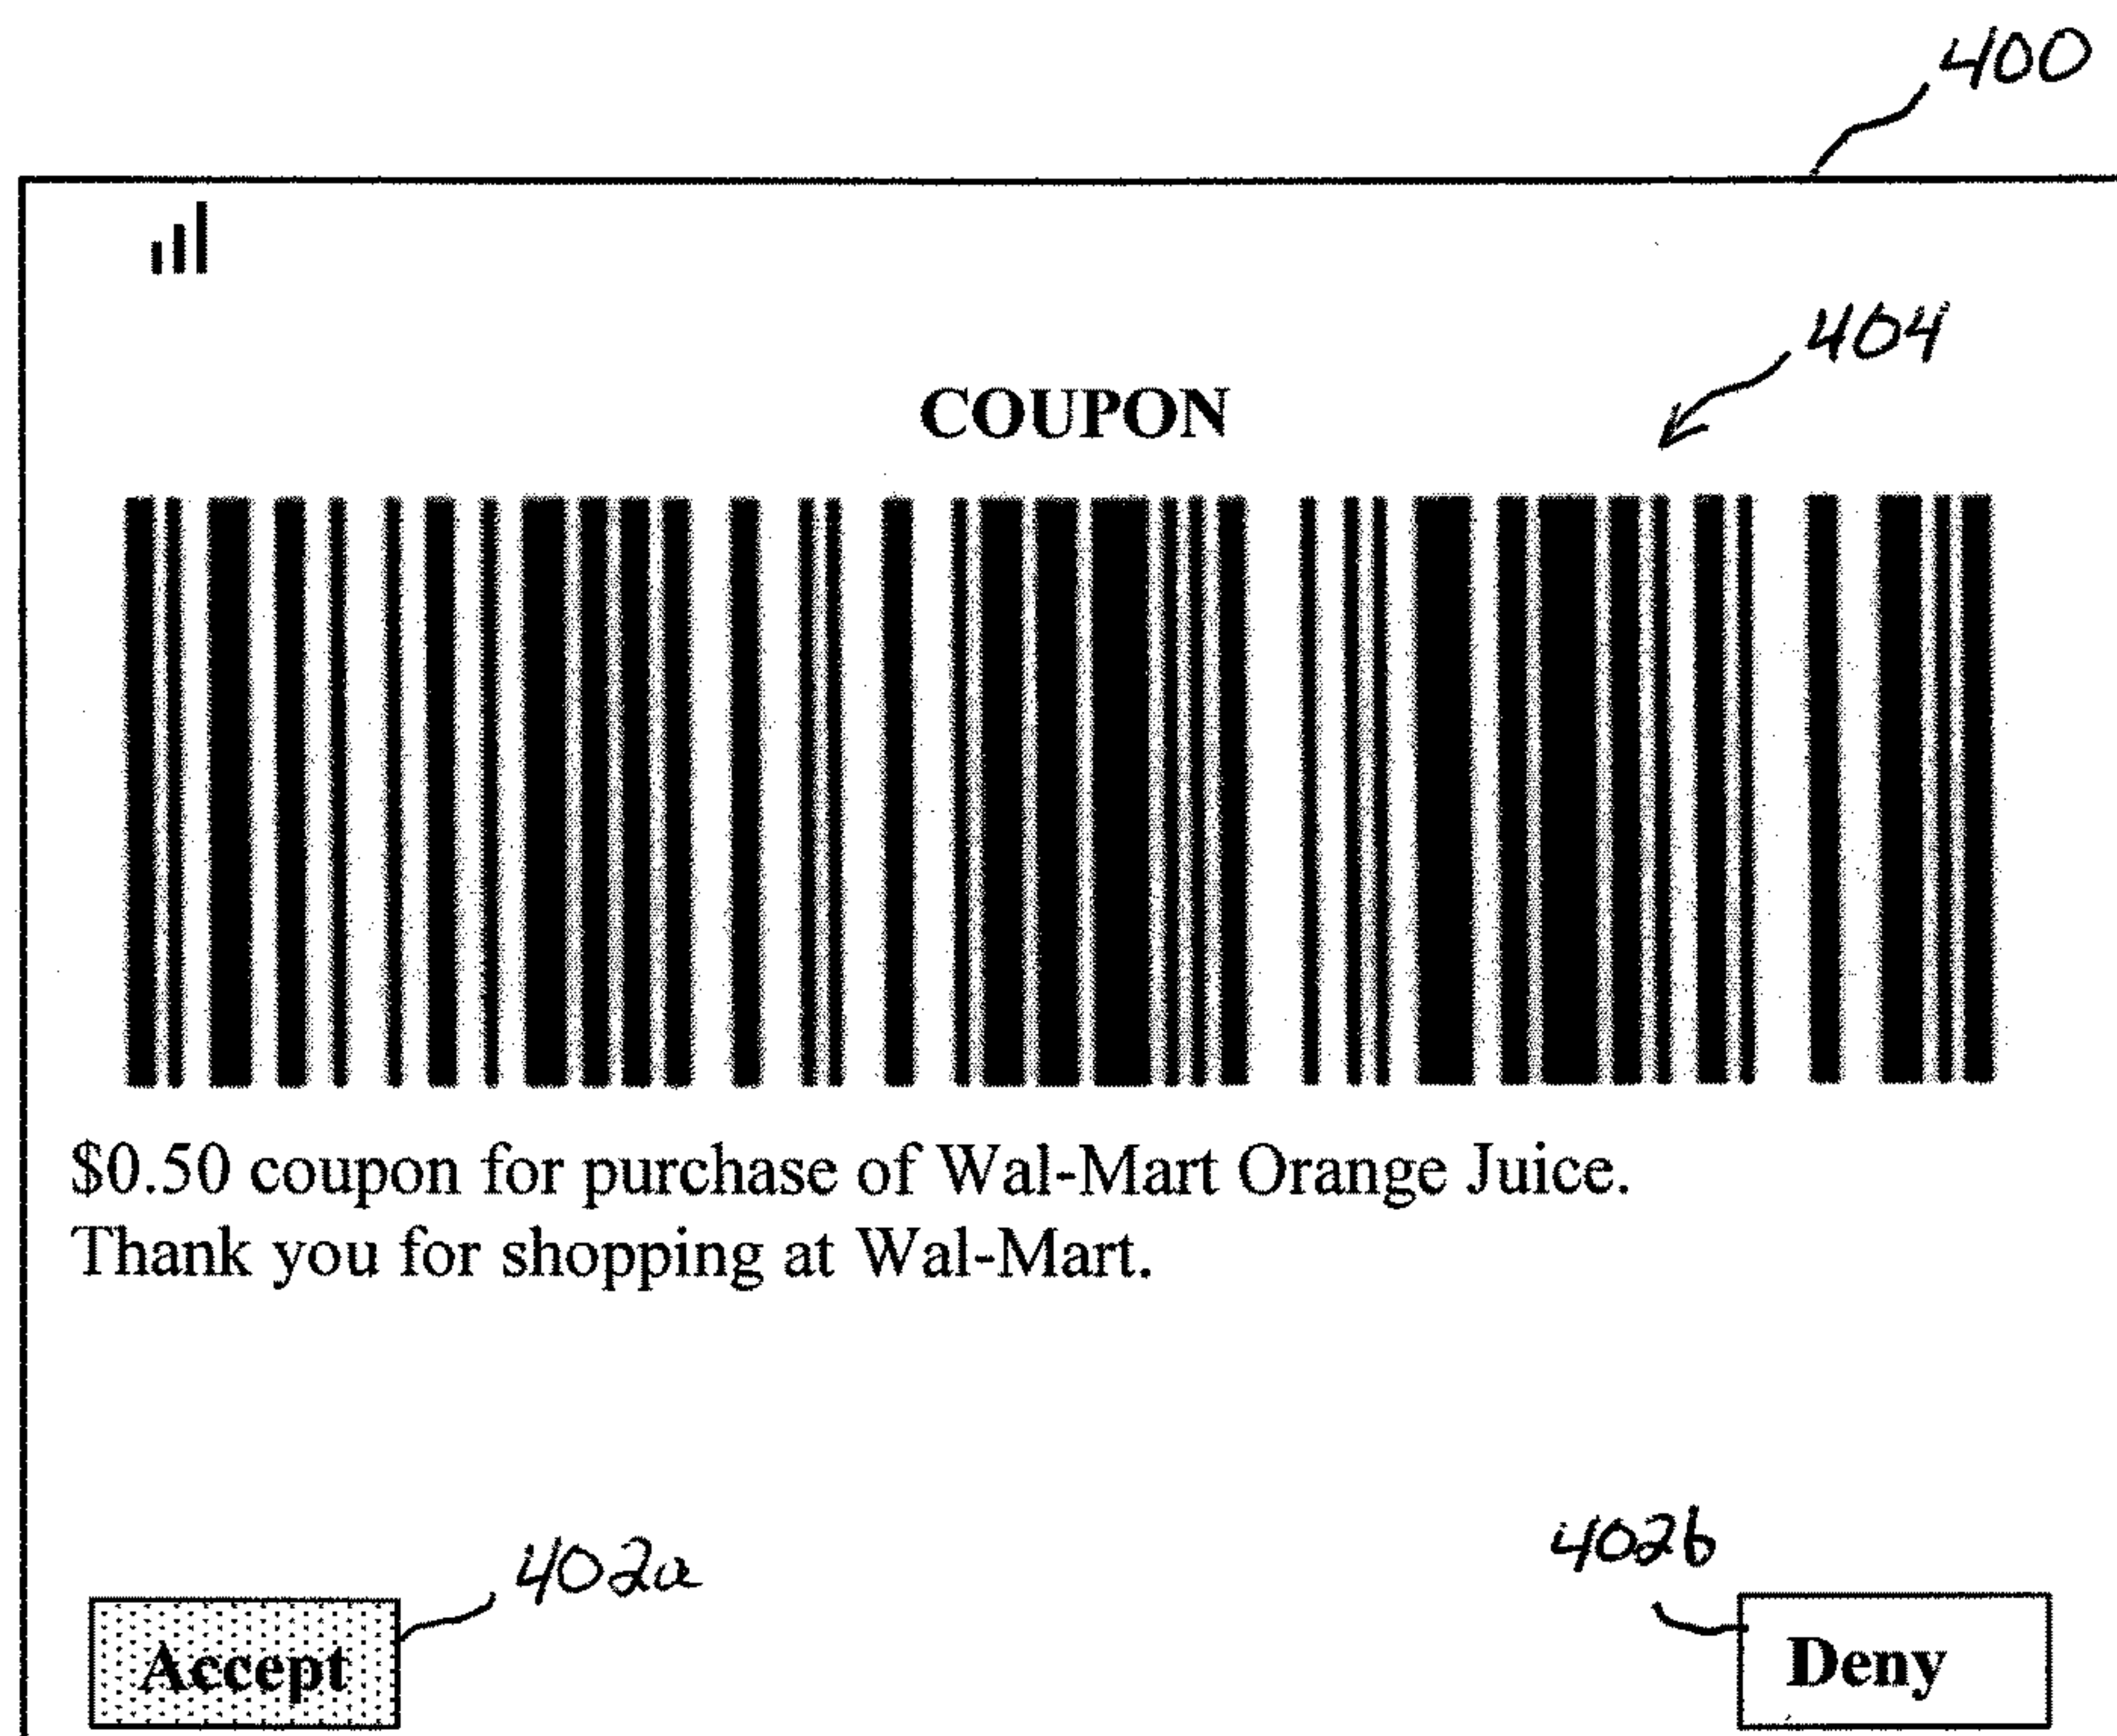 400
404
COUPON
$0.50 coupon for purchase of Wal-Mart Orange Juice.
Thank you for shopping at Wal-Mart.
402a
402b
Accept
Deny